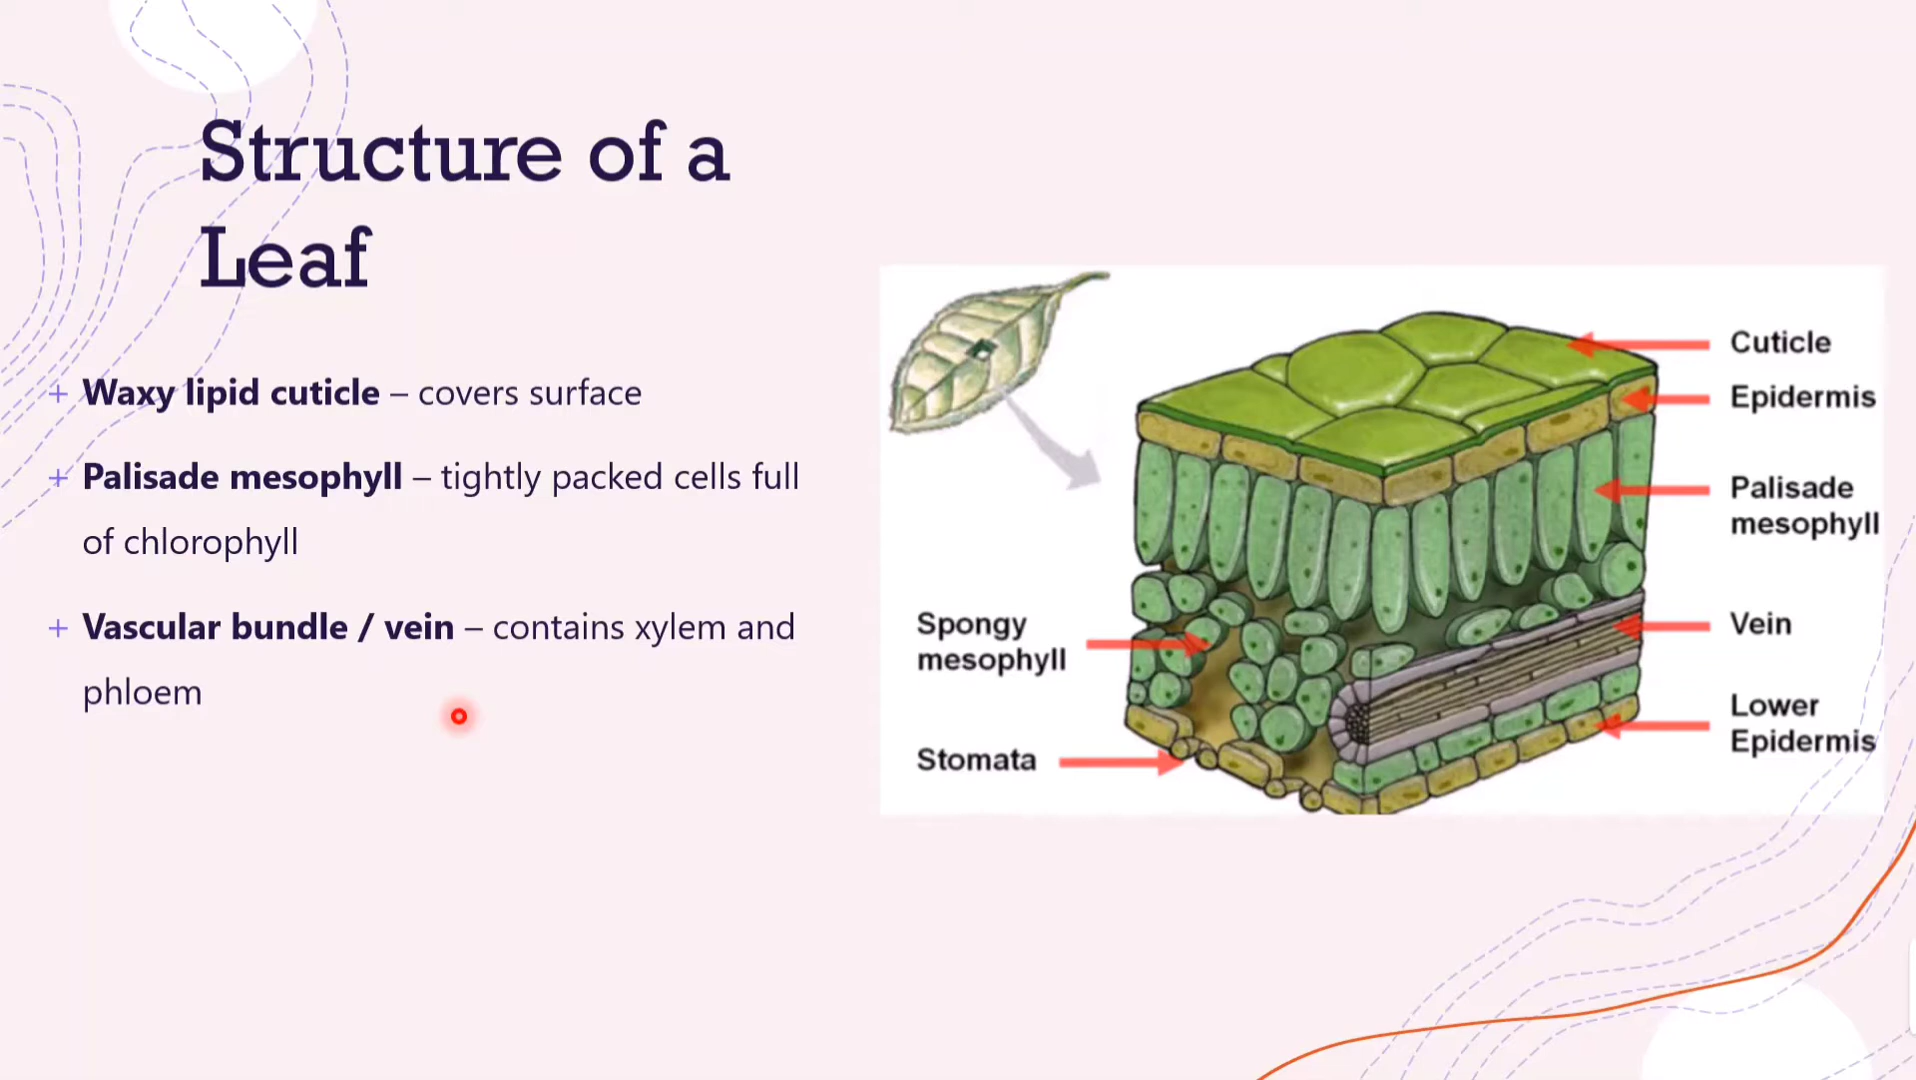 Structure of a
Leaf
+ Waxy lipid cuticle – covers surface
+ Palisade mesophyll – tightly packed cells full
of chlorophyll
+ Vascular bundle / vein – contains xylem and
phloem
Cuticle
Epidermis
Palisade
mesophyll
Spongy
mesophyll
Vein
Lower
Epidermis
Stomata